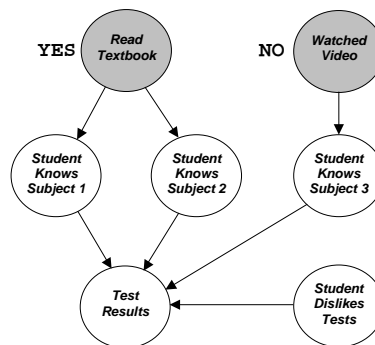 YES
Read
Textbook
NO
Watched
Video
Student
Knows
Subject 1
Student
Knows
Subject 2
Student
Knows
Subject 3
Test
Results
Student
Dislikes
Tests